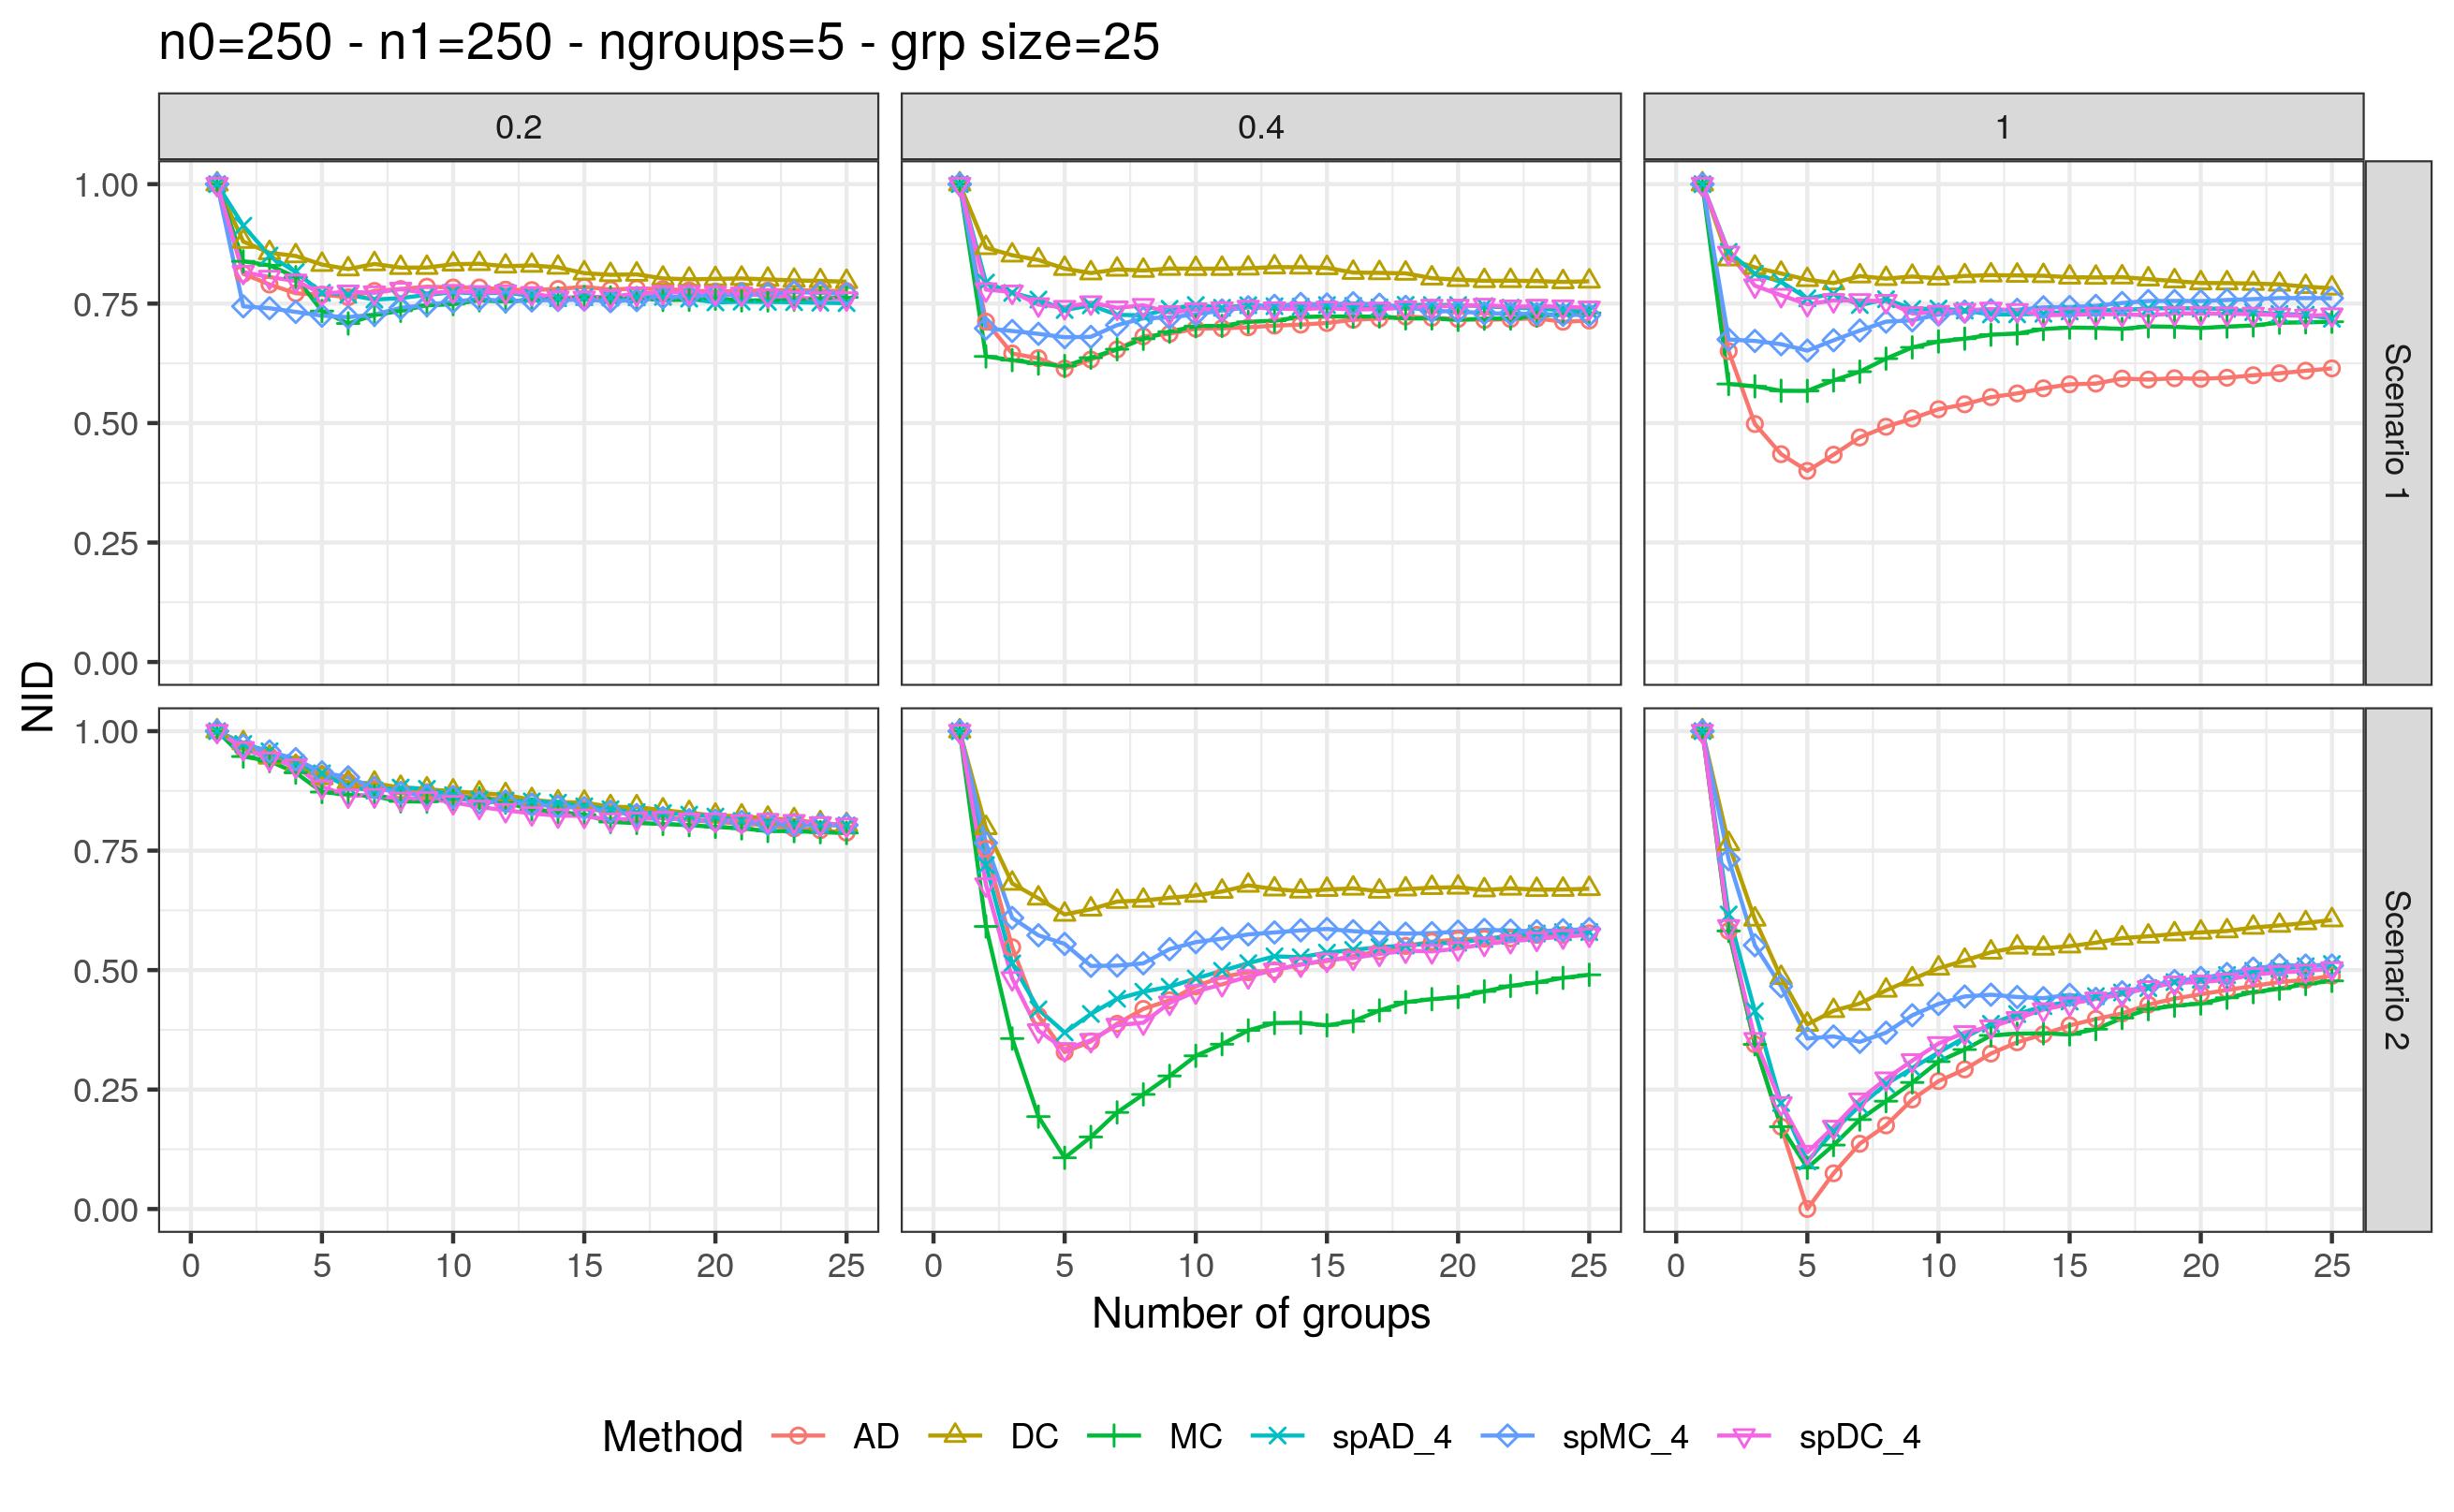 n0=250 - n1=250 - ngroups=5 - grp size=25
0.2 0.4 1
1.00
0.75
0.50
0.25
0.00
Scenario 1
NID
1.00
0.75
0.50
0.25
0.00
Scenario 2
0 5 10 15 20 25 0 5 10 15 20 25 0 5 10 15 20 25
Number of groups
Method AD DC MC spAD_4 spMC_4 spDC_4